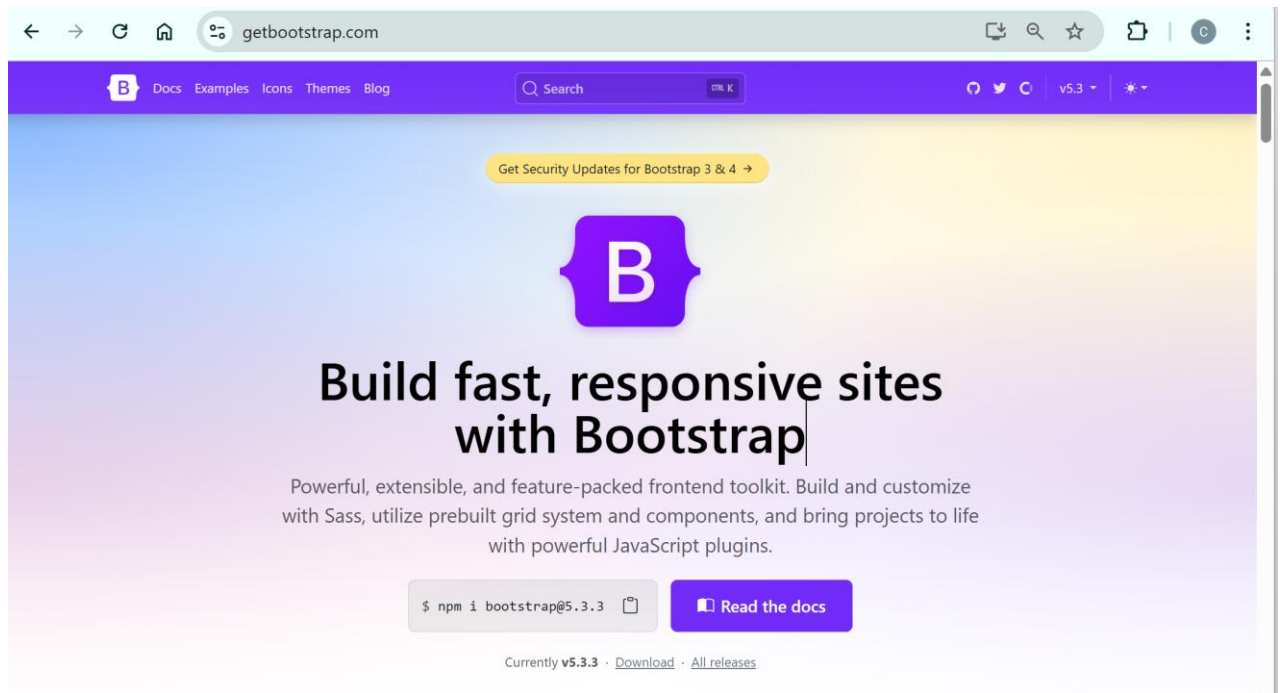 getbootstrap.com
C
B Docs Examples Icons Themes Blog Search CTRL K v5.3
Get Security Updates for Bootstrap 3 & 4 →
B
Build fast, responsive sites
with Bootstrap
Powerful, extensible, and feature-packed frontend toolkit. Build and customize
with Sass, utilize prebuilt grid system and components, and bring projects to life
with powerful JavaScript plugins.
$ npm i bootstrap@5.3.3 Read the docs
Currently v5.3.3 · Download · All releases